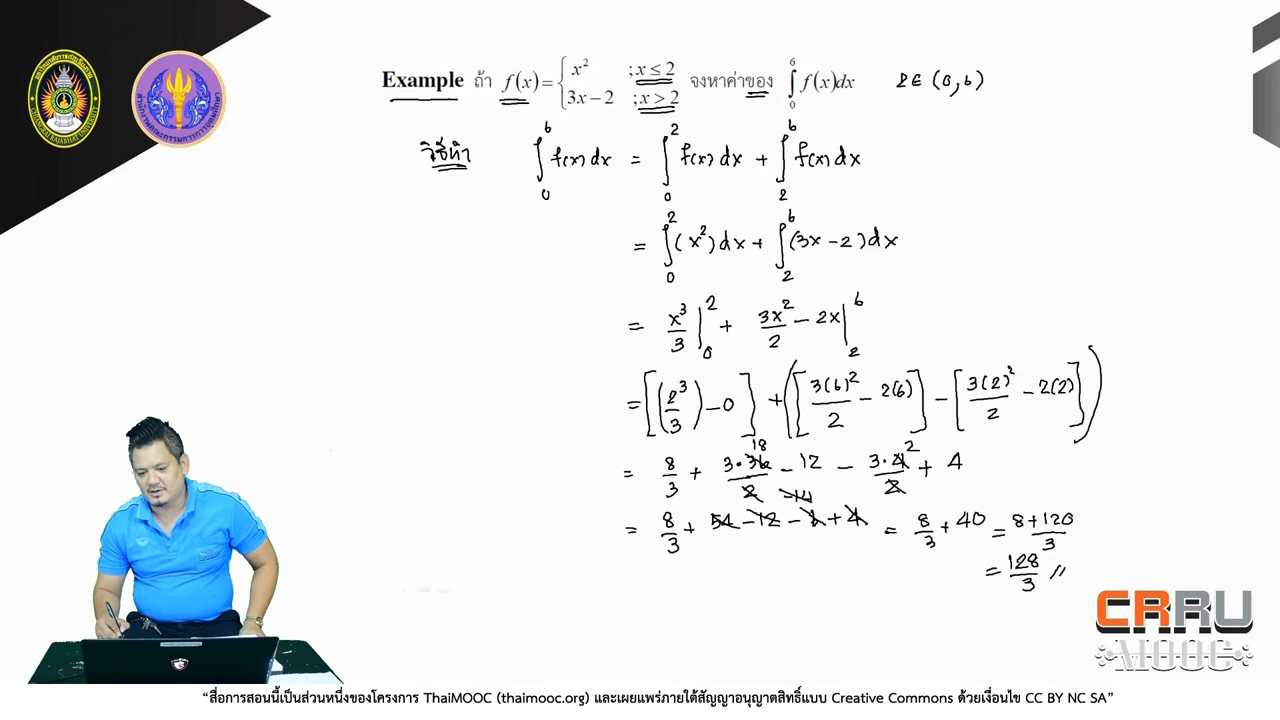 Example ถ้า f(x) = { x² ; x ≤ 2
3x − 2 ; x > 2 จงหาค่าของ ∫₀⁶ f(x)dx 2 ∈ (0,6)
วิธีทำ ∫₀⁶ f(x) dx = ∫₀² f(x) dx + ∫₂⁶ f(x) dx
= ∫₀² (x²) dx + ∫₂⁶ (3x − 2) dx
= x³/3 |₀² + 3x²/2 − 2x |₂⁶
= [(2³/3) − 0] + ([3(6)²/2 − 2(6)] − [3(2)²/2 − 2(2)])
18
= 8/3 + 3·36/2 − 12 − 3·4/2 + 4
= 8/3 + 54 − 12 − + 4 = 8/3 + 40 = 8+120/3
= 128/3 //
CRRU
MOOC
“สื่อการสอนนี้เป็นส่วนหนึ่งของโครงการ ThaiMOOC (thaimooc.org) และเผยแพร่ภายใต้สัญญาอนุญาตสิทธิ์แบบ Creative Commons ด้วยเงื่อนไข CC BY NC SA”